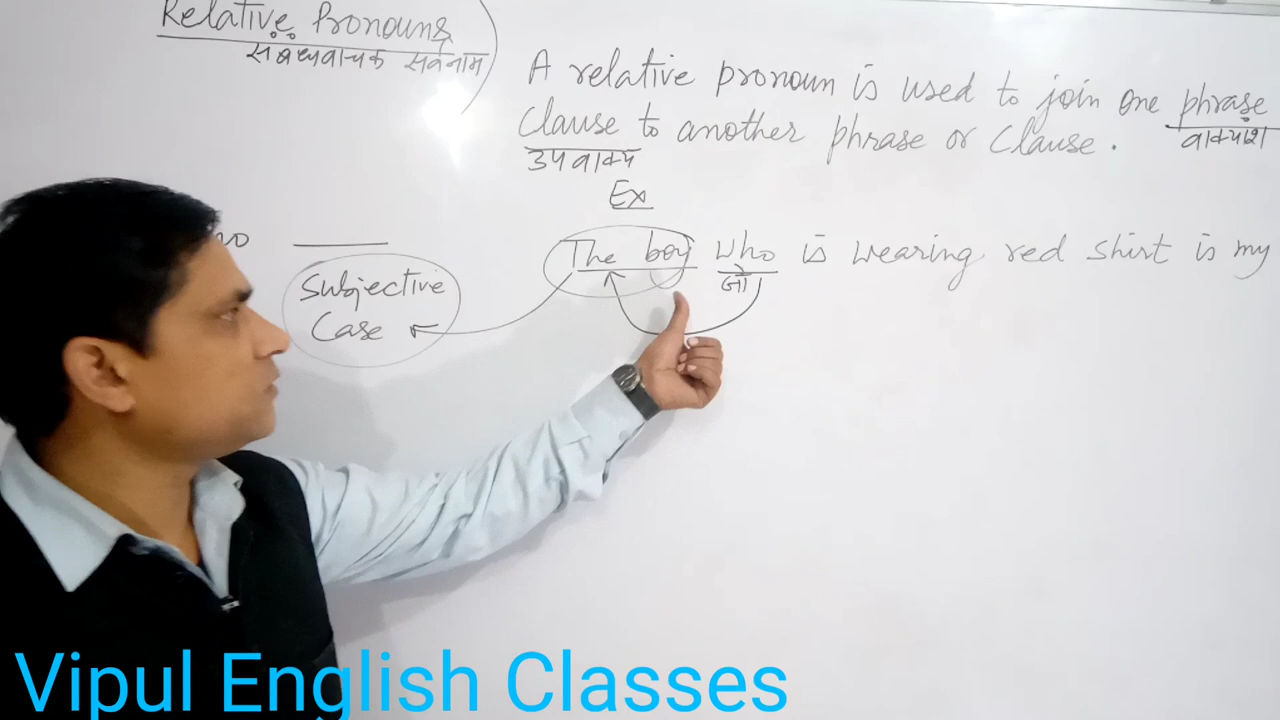 Relative Pronouns
सबधवाचक सर्वनाम
A relative pronoun is used to join one phrase
वाक्यांश
Clause to another phrase or Clause.
उपवाक्य
Ex
The boy who is wearing red shirt is my
जो
Subjective
Case
Vipul English Classes